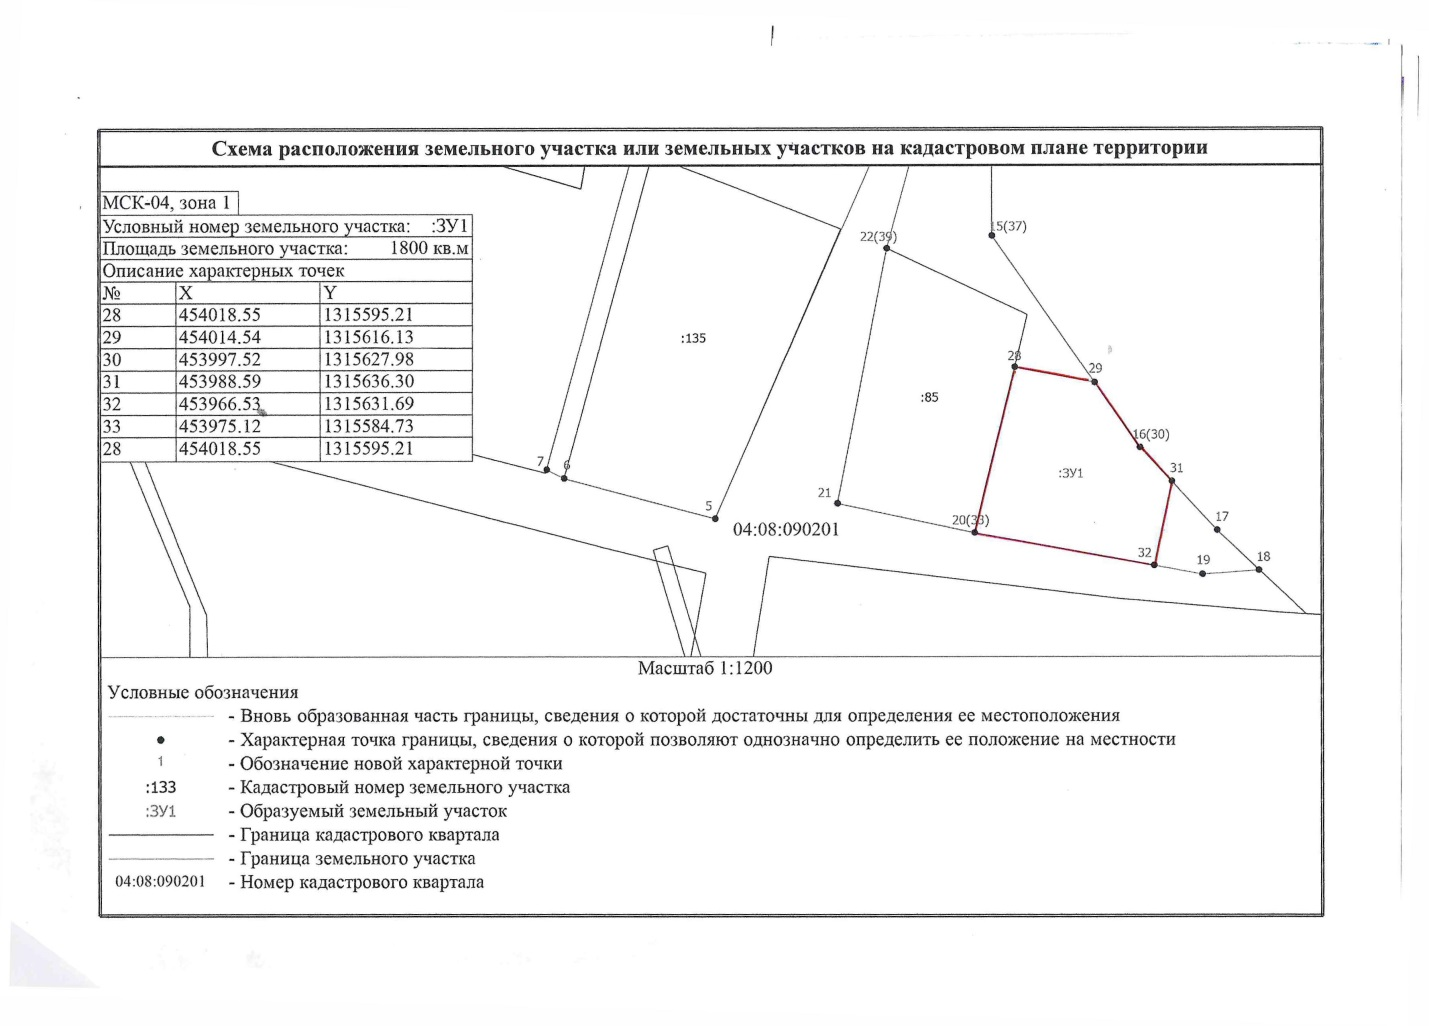 Схема расположения земельного участка или земельных участков на кадастровом плане территории
МСК-04, зона 1
Условный номер земельного участка: :ЗУ1
Площадь земельного участка: 1800 кв.м
Описание характерных точек
№ X Y
28 454018.55 1315595.21
29 454014.54 1315616.13
30 453997.52 1315627.98
31 453988.59 1315636.30
32 453966.53 1315631.69
33 453975.12 1315584.73
28 454018.55 1315595.21
22(39)
15(37)
:135
28
29
:85
16(30)
7
6
:ЗУ1
31
21
5
20(33)
17
04:08:090201
32
19
18
Масштаб 1:1200
Условные обозначения
- Вновь образованная часть границы, сведения о которой достаточны для определения ее местоположения
- Характерная точка границы, сведения о которой позволяют однозначно определить ее положение на местности
1 - Обозначение новой характерной точки
:133 - Кадастровый номер земельного участка
:ЗУ1 - Образуемый земельный участок
- Граница кадастрового квартала
- Граница земельного участка
04:08:090201 - Номер кадастрового квартала